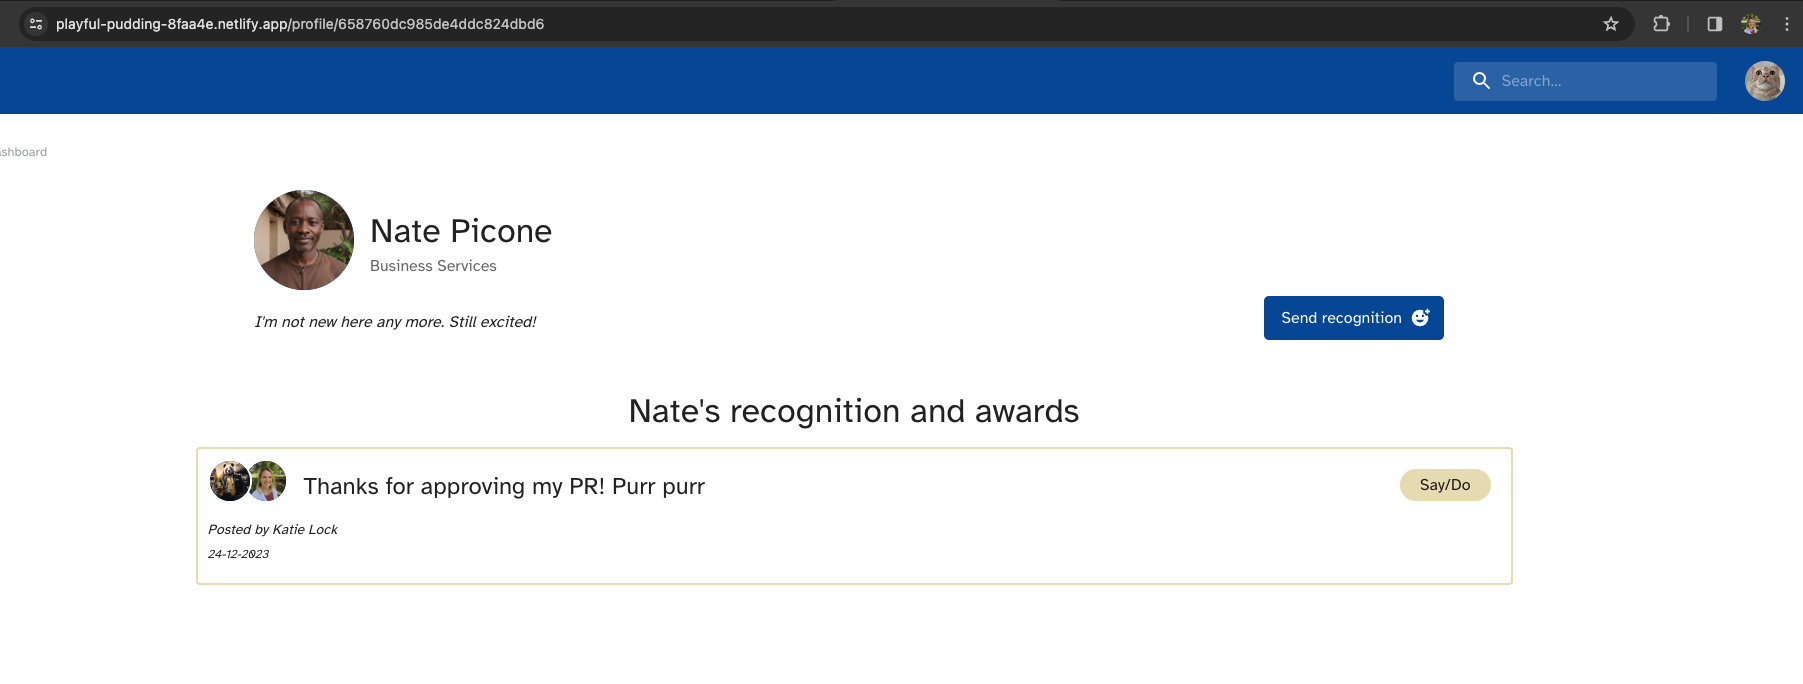 playful-pudding-8faa4e.netlify.app/profile/658760dc985de4ddc824dbd6
Search...
shboard
Nate Picone
Business Services
I'm not new here any more. Still excited!
Send recognition
Nate's recognition and awards
Thanks for approving my PR! Purr purr
Say/Do
Posted by Katie Lock
24-12-2023